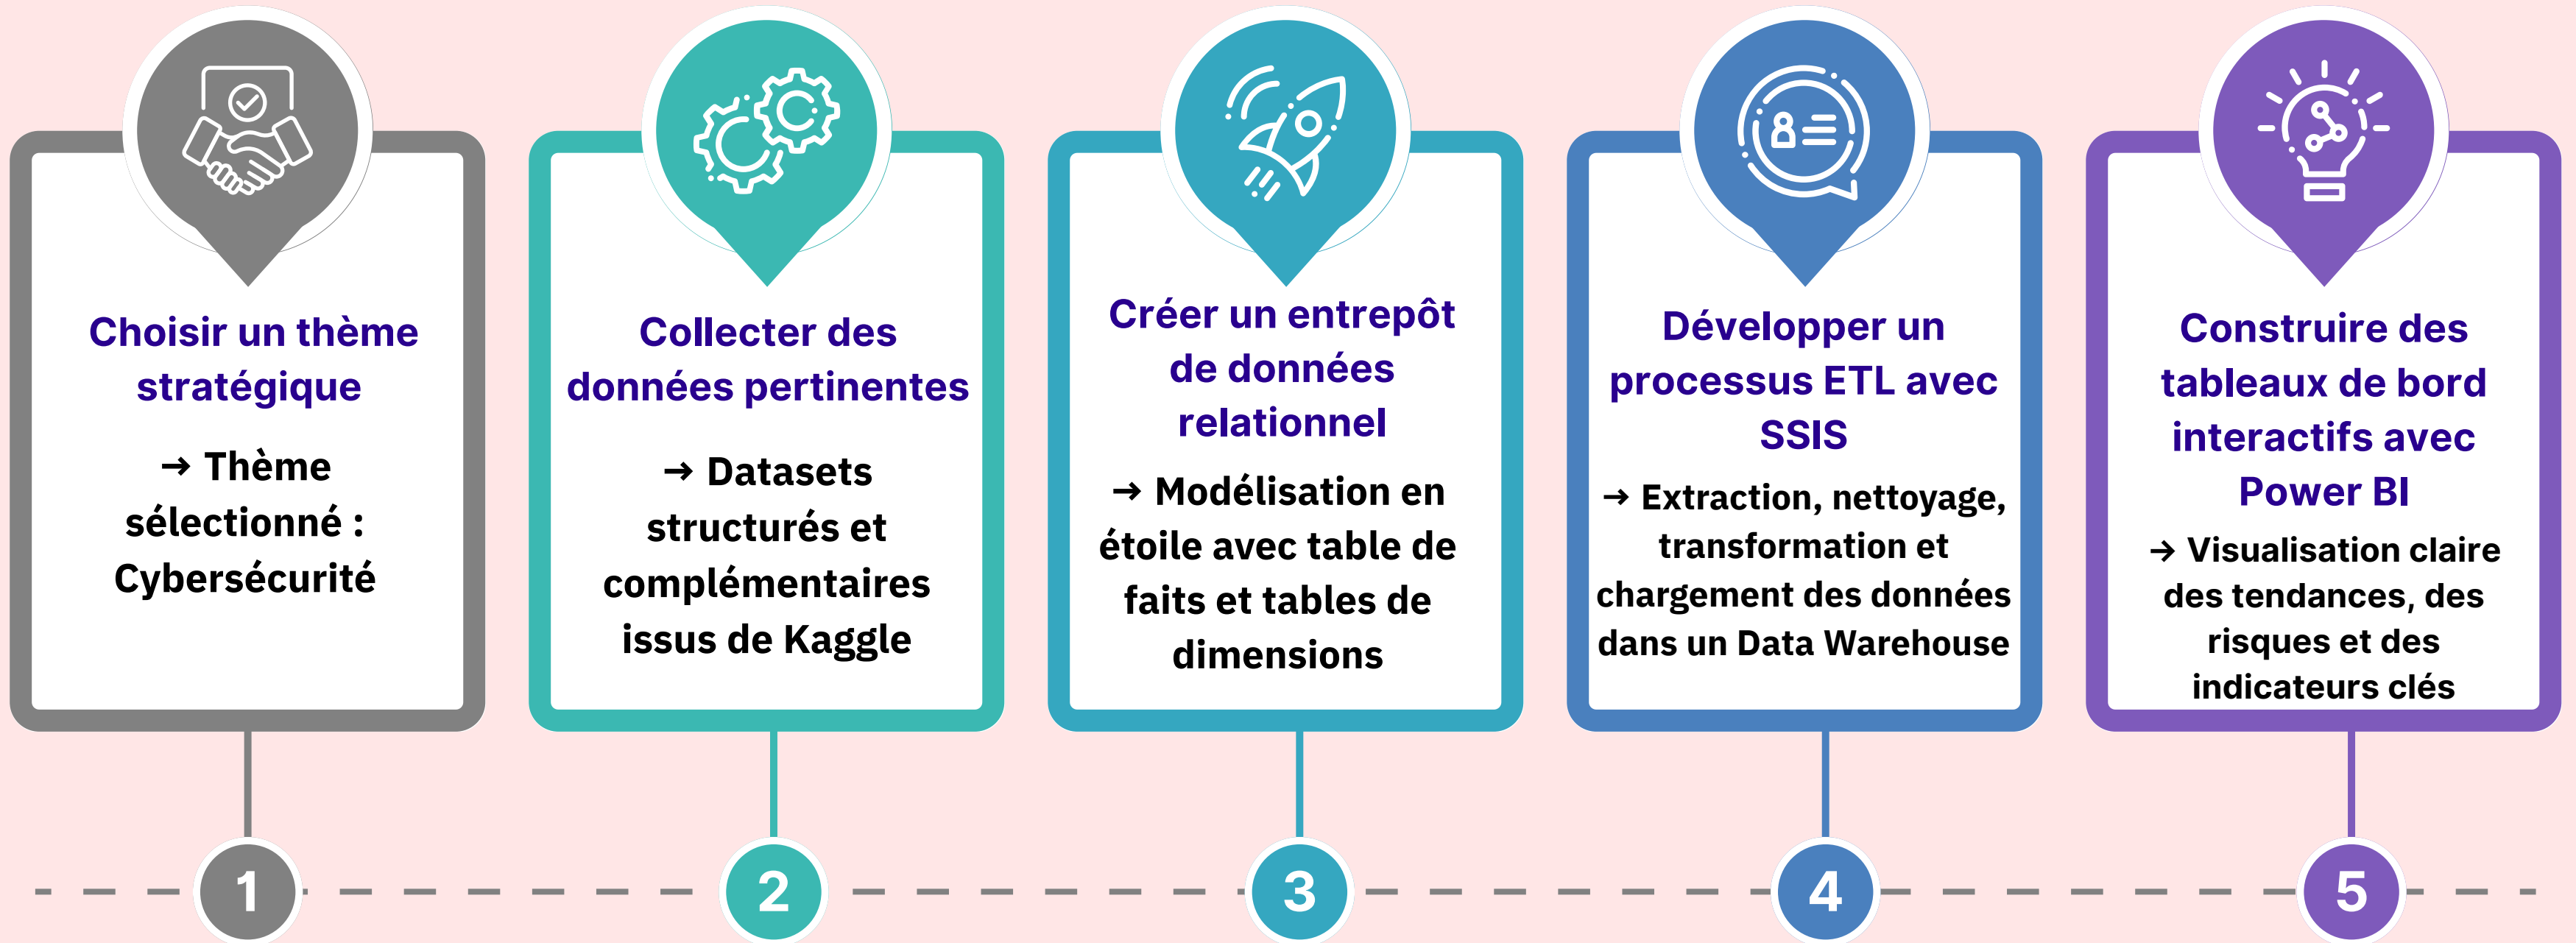 Choisir un thème
stratégique
→ Thème
sélectionné :
Cybersécurité
1
Collecter des
données pertinentes
→ Datasets
structurés et
complémentaires
issus de Kaggle
2
Créer un entrepôt
de données
relationnel
→ Modélisation en
étoile avec table de
faits et tables de
dimensions
3
Développer un
processus ETL avec
SSIS
→ Extraction, nettoyage,
transformation et
chargement des données
dans un Data Warehouse
4
Construire des
tableaux de bord
interactifs avec
Power BI
→ Visualisation claire
des tendances, des
risques et des
indicateurs clés
5